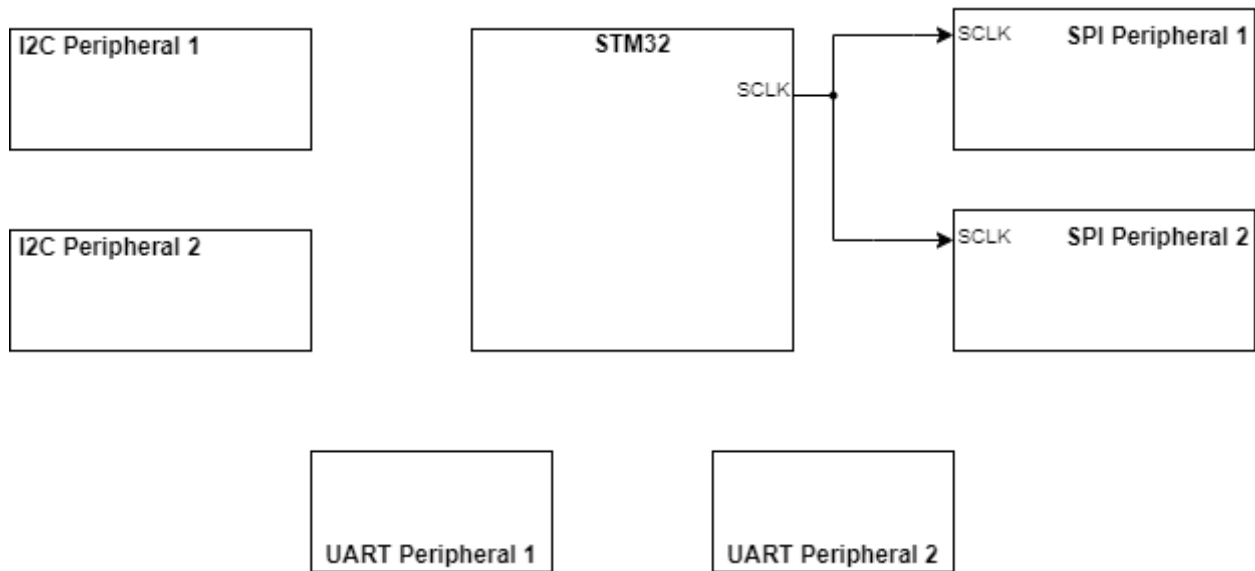 I2C Peripheral 1
STM32
SCLK
SCLK
SPI Peripheral 1
I2C Peripheral 2
SCLK
SPI Peripheral 2
UART Peripheral 1
UART Peripheral 2